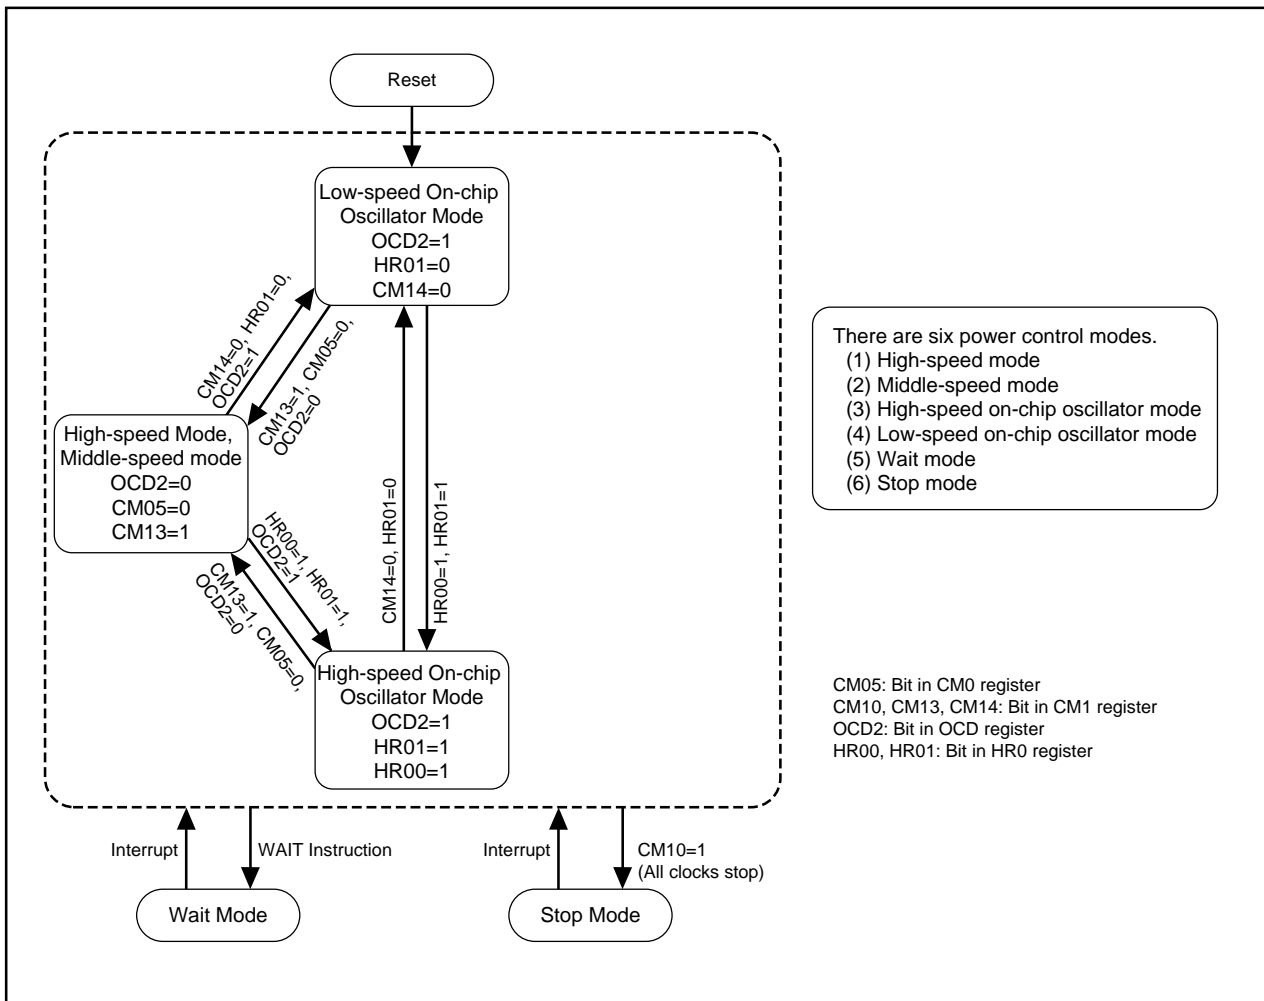 Reset
Low-speed On-chip
Oscillator Mode
OCD2=1
HR01=0
CM14=0
CM14=0, HR01=0,
OCD2=1
CM13=1, CM05=0,
OCD2=0
High-speed Mode,
Middle-speed mode
OCD2=0
CM05=0
CM13=1
HR00=1, HR01=1,
OCD2=1
CM13=1, CM05=0,
OCD2=0
CM14=0, HR01=0
HR00=1, HR01=1
High-speed On-chip
Oscillator Mode
OCD2=1
HR01=1
HR00=1
There are six power control modes.
(1) High-speed mode
(2) Middle-speed mode
(3) High-speed on-chip oscillator mode
(4) Low-speed on-chip oscillator mode
(5) Wait mode
(6) Stop mode
CM05: Bit in CM0 register
CM10, CM13, CM14: Bit in CM1 register
OCD2: Bit in OCD register
HR00, HR01: Bit in HR0 register
Interrupt
WAIT Instruction
Interrupt
CM10=1
(All clocks stop)
Wait Mode
Stop Mode